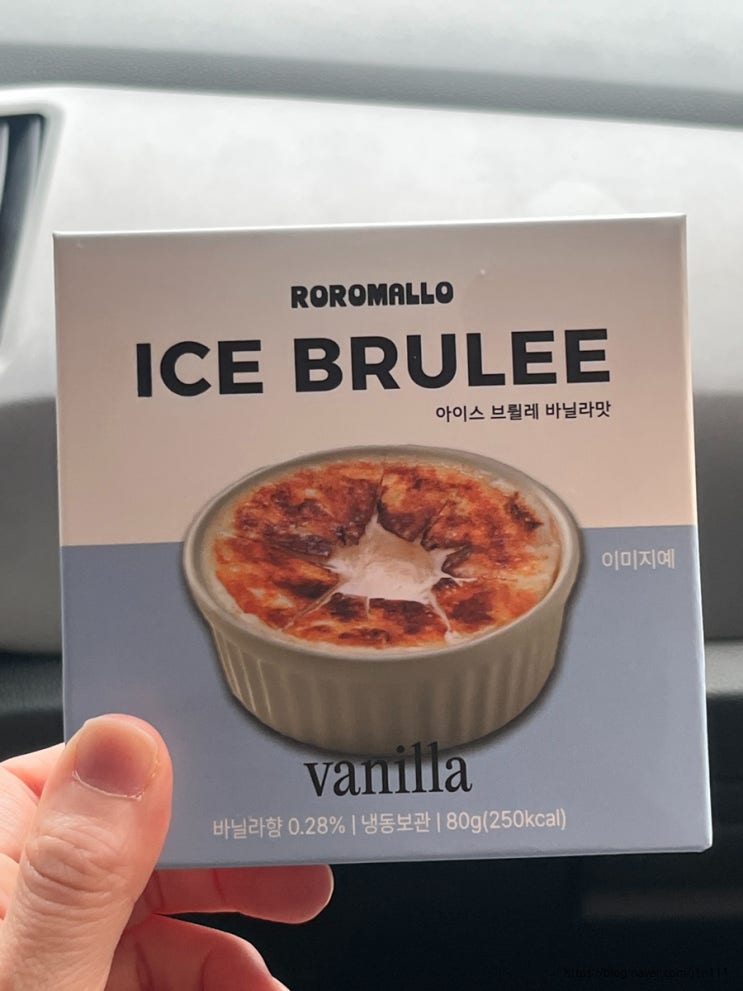 ROROMALLO
ICE BRULEE
아이스 브륄레 바닐라맛
이미지예
vanilla
바닐라향 0.28% | 냉동보관 | 80g(250kcal)